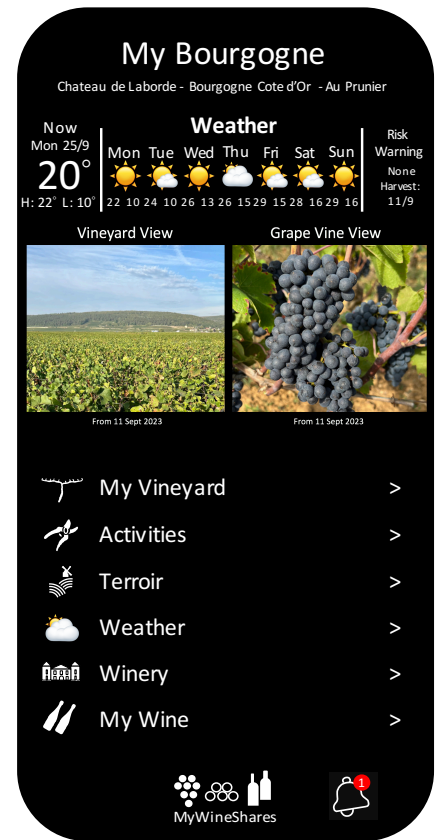 My Bourgogne
Chateau de Laborde - Bourgogne Cote d'Or - Au Prunier
Now
Mon 25/9
20°
H: 22° L: 10°
Weather
Mon Tue Wed Thu Fri Sat Sun
22 10 24 10 26 13 26 15 29 15 28 16 29 16
Risk
Warning
None
Harvest:
11/9
Vineyard View
Grape Vine View
From 11 Sept 2023
From 11 Sept 2023
My Vineyard >
Activities >
Terroir >
Weather >
Winery >
My Wine >
MyWineShares
1